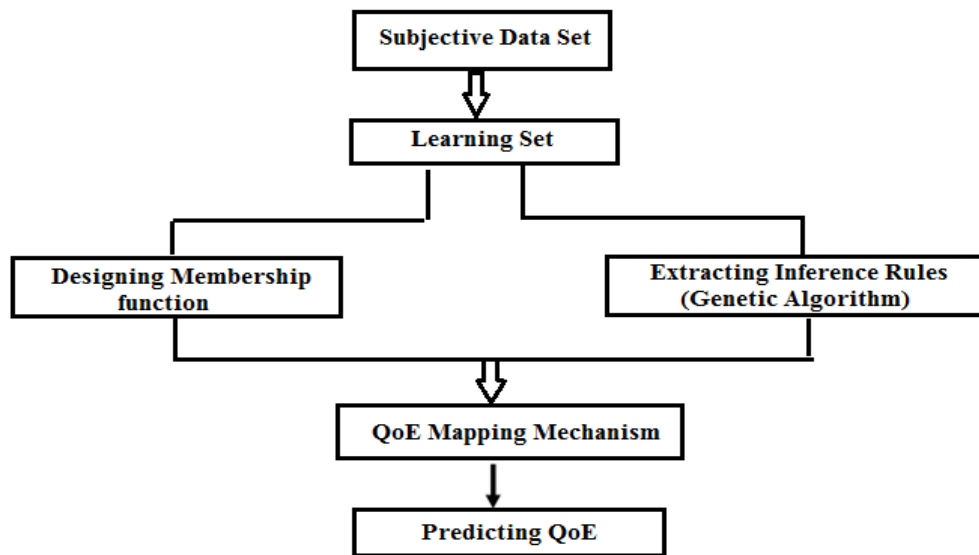 Subjective Data Set
Learning Set
Designing Membership
function
Extracting Inference Rules
(Genetic Algorithm)
QoE Mapping Mechanism
Predicting QoE